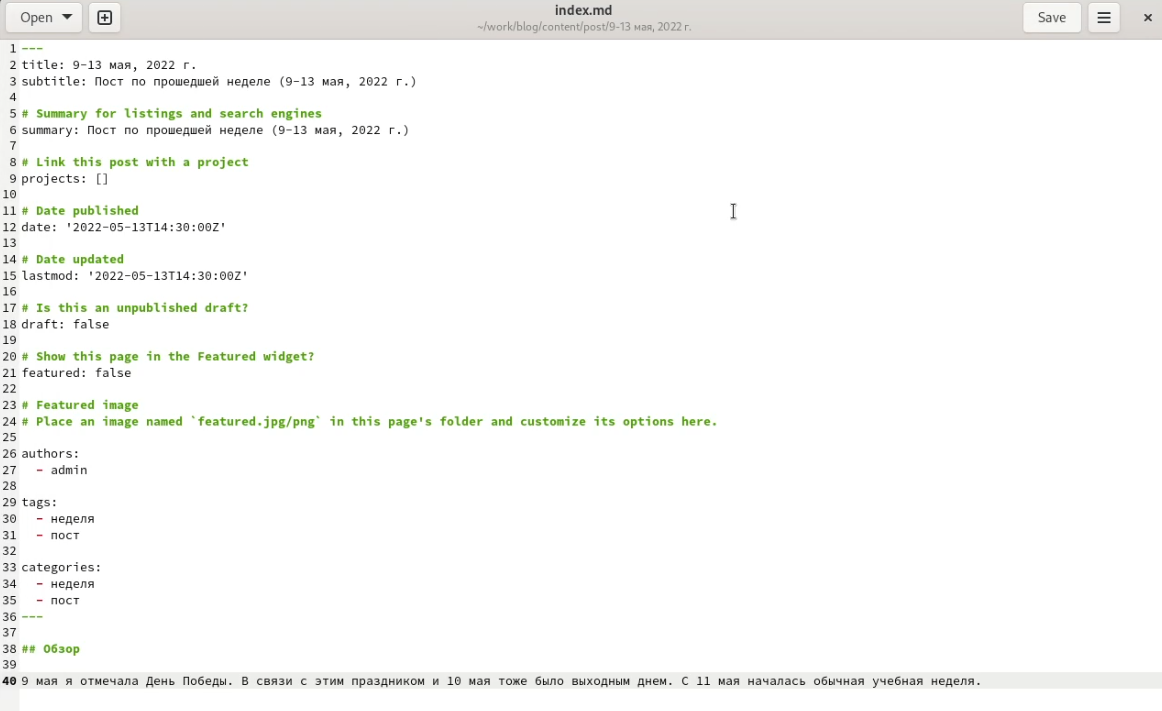 Open
index.md
~/work/blog/content/post/9-13 мая, 2022 г.
Save
1 ---
2 title: 9-13 мая, 2022 г.
3 subtitle: Пост по прошедшей неделе (9-13 мая, 2022 г.)
4
5 # Summary for listings and search engines
6 summary: Пост по прошедшей неделе (9-13 мая, 2022 г.)
7
8 # Link this post with a project
9 projects: []
10
11 # Date published
12 date: '2022-05-13T14:30:00Z'
13
14 # Date updated
15 lastmod: '2022-05-13T14:30:00Z'
16
17 # Is this an unpublished draft?
18 draft: false
19
20 # Show this page in the Featured widget?
21 featured: false
22
23 # Featured image
24 # Place an image named `featured.jpg/png` in this page's folder and customize its options here.
25
26 authors:
27   - admin
28
29 tags:
30   - неделя
31   - пост
32
33 categories:
34   - неделя
35   - пост
36 ---
37
38 ## Обзор
39
40 9 мая я отмечала День Победы. В связи с этим праздником и 10 мая тоже было выходным днем. С 11 мая началась обычная учебная неделя.